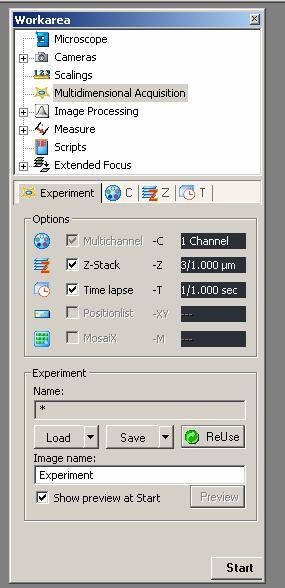 Workarea
Microscope
Cameras
123 Scalings
Multidimensional Acquisition
Image Processing
Measure
Scripts
Extended Focus
Experiment C Z T
Options
Multichannel -C 1 Channel
Z-Stack -Z 3/1.000 µm
Time lapse -T 1/1.000 sec
Positionlist -XY ---
MosaiX -M ---
Experiment
Name:
*
Load Save ReUse
Image name:
Experiment
Show preview at Start Preview
Start